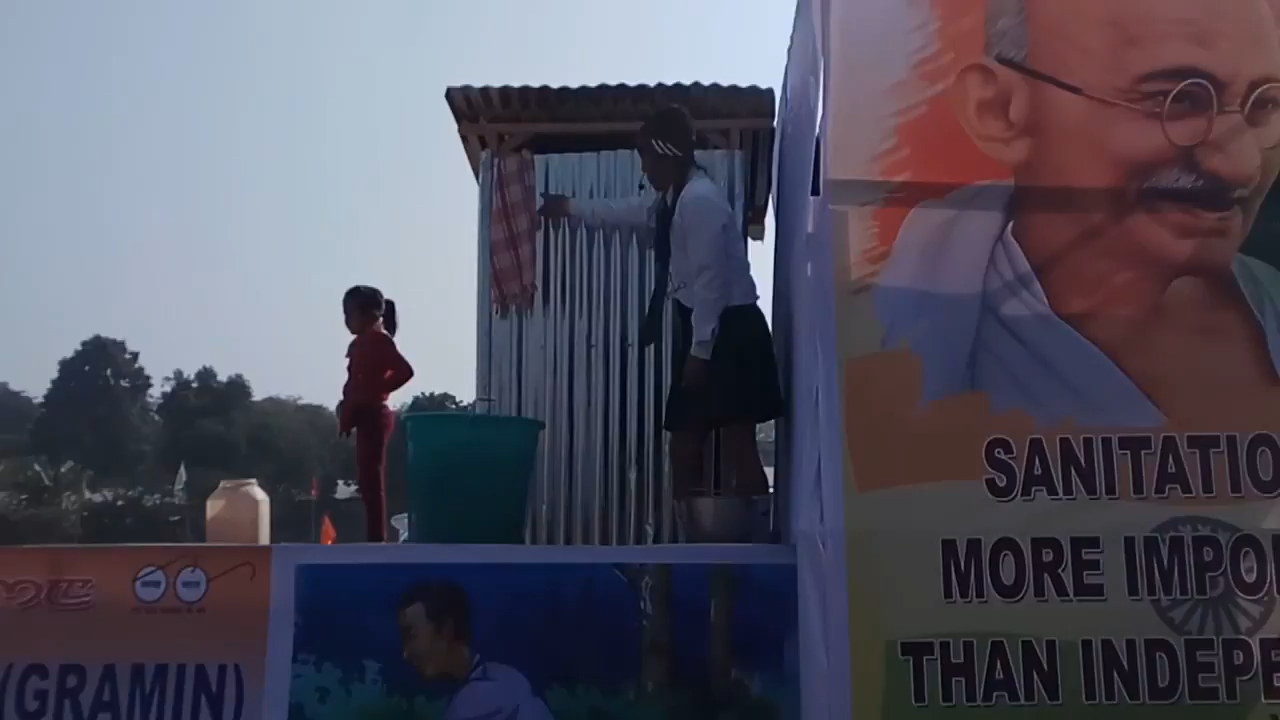 (GRAMIN)
SANITATIO
MORE IMPO
THAN INDEPE